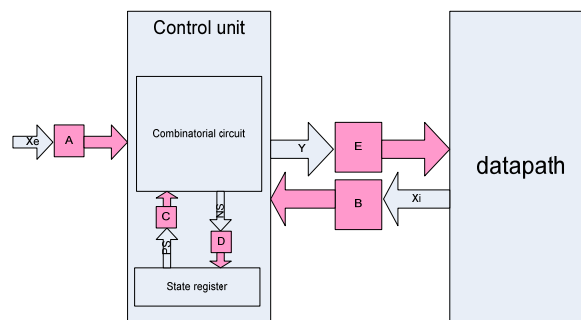 Control unit
Combinatorial circuit
Xe
A
Y
E
datapath
B
Xi
C
NS
PS
D
State register